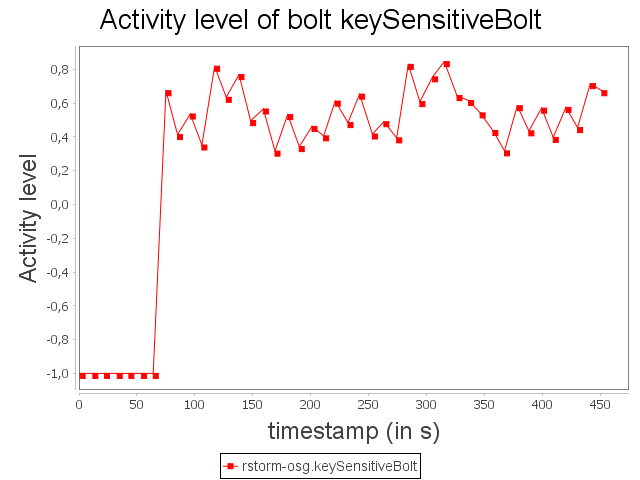 Activity level of bolt keySensitiveBolt
Activity level
0,8
0,6
0,4
0,2
0,0
-0,2
-0,4
-0,6
-0,8
-1,0
0 50 100 150 200 250 300 350 400 450
timestamp (in s)
rstorm-osg.keySensitiveBolt